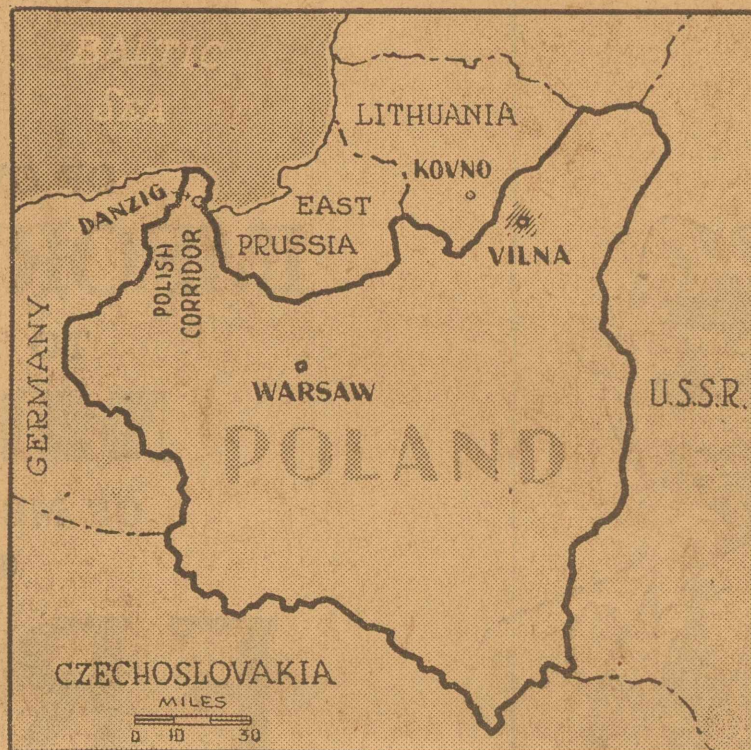 BALTIC
SEA
LITHUANIA
KOVNO
DANZIG
EAST
PRUSSIA
VILNA
POLISH
CORRIDOR
GERMANY
WARSAW
U.S.S.R.
POLAND
CZECHOSLOVAKIA
MILES
0 10 30